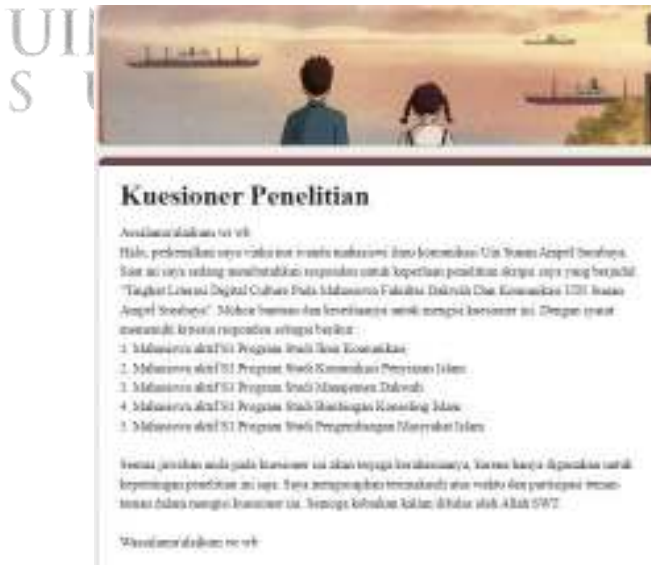 UI
S U
Kuesioner Penelitian
Assalamu'alaikum wr wb
Halo, perkenalkan saya nur mahasiswi ilmu komunikasi Uin Sunan Ampel Surabaya.
Saat ini saya sedang membutuhkan responden untuk keperluan penelitian skripsi saya yang berjudul
"Tingkat Literasi Digital Culture Pada Mahasiswa Fakultas Dakwah Dan Komunikasi UIN Sunan
Ampel Surabaya". Mohon bantuan dan kesediaanya untuk mengisi kuesioner ini. Dengan syarat
memenuhi kriteria responden sebagai berikut:
1. Mahasiswa aktif S1 Program Studi Ilmu Komunikasi
2. Mahasiswa aktif S1 Program Studi Komunikasi Penyiaran Islam
3. Mahasiswa aktif S1 Program Studi Manajemen Dakwah
4. Mahasiswa aktif S1 Program Studi Bimbingan Konseling Islam
5. Mahasiswa aktif S1 Program Studi Pengembangan Masyrakat Islam
Semua jawaban anda pada kuesioner ini akan terjaga kerahasiaanya, karena hanya digunakan untuk
kepentingan penelitian ini saja. Saya mengucapkan terimakasih atas waktu dan partisipasi teman
teman dalam mengisi kuesioner ini. Semoga kebaikan kalian dibalas oleh Allah SWT.
Wassalamu'alaikum wr wb